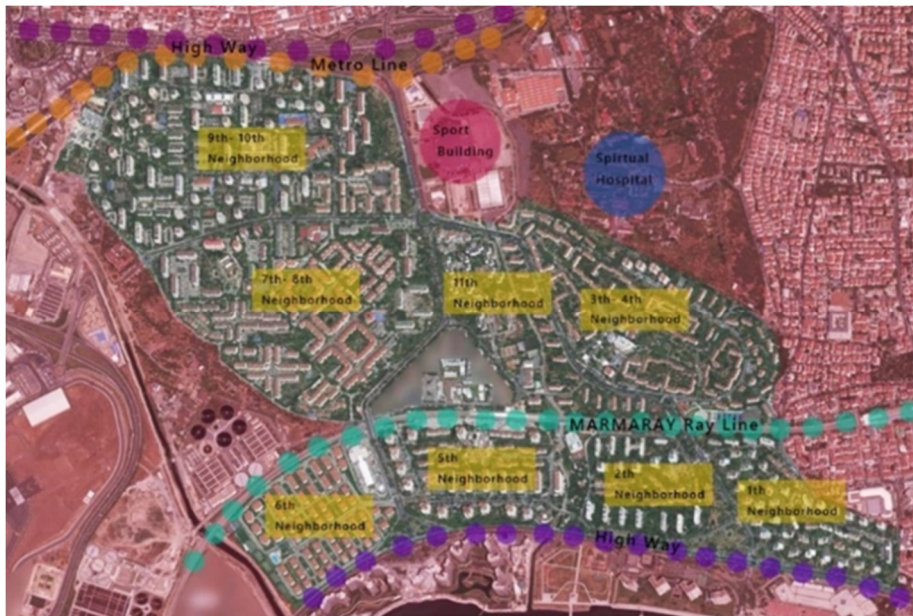 High Way
Metro Line
Sport
Building
9th- 10th
Neighborhood
Spirtual
Hospital
7th- 8th
Neighborhood
11th
Neighborhood
3th- 4th
Neighborhood
MARMARAY Ray Line
5th
Neighborhood
2th
Neighborhood
1th
Neighborhood
6th
Neighborhood
High Way